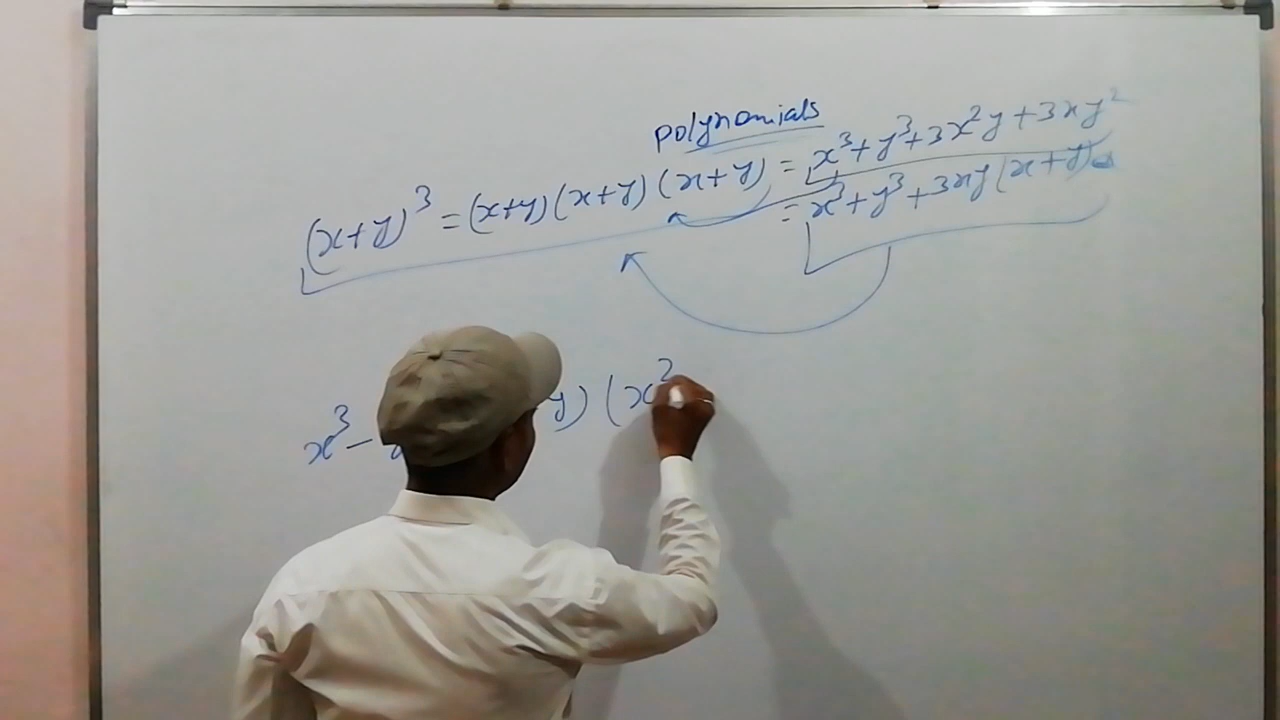 polynomials
(x+y)³ = (x+y)(x+y)(x+y) = x³+y³+3x²y+3xy²
= x³+y³+3xy(x+y)
x³ - y) (x²